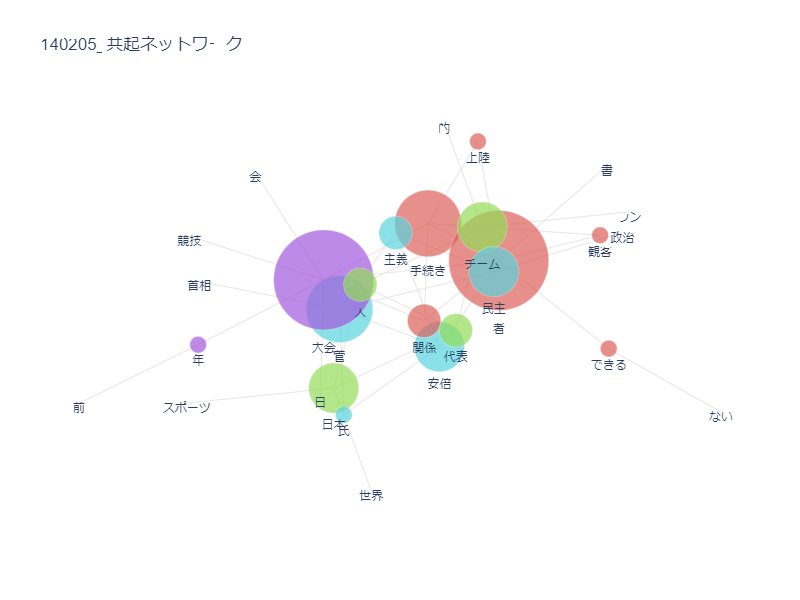 140205_共起ネットワーク
的
上陸
会
書
ソン
競技
政治
主義
観客
手続き
チーム
首相
民主
人
者
大会
関係
菅
代表
年
できる
安倍
日
前
スポーツ
ない
日本
氏
世界